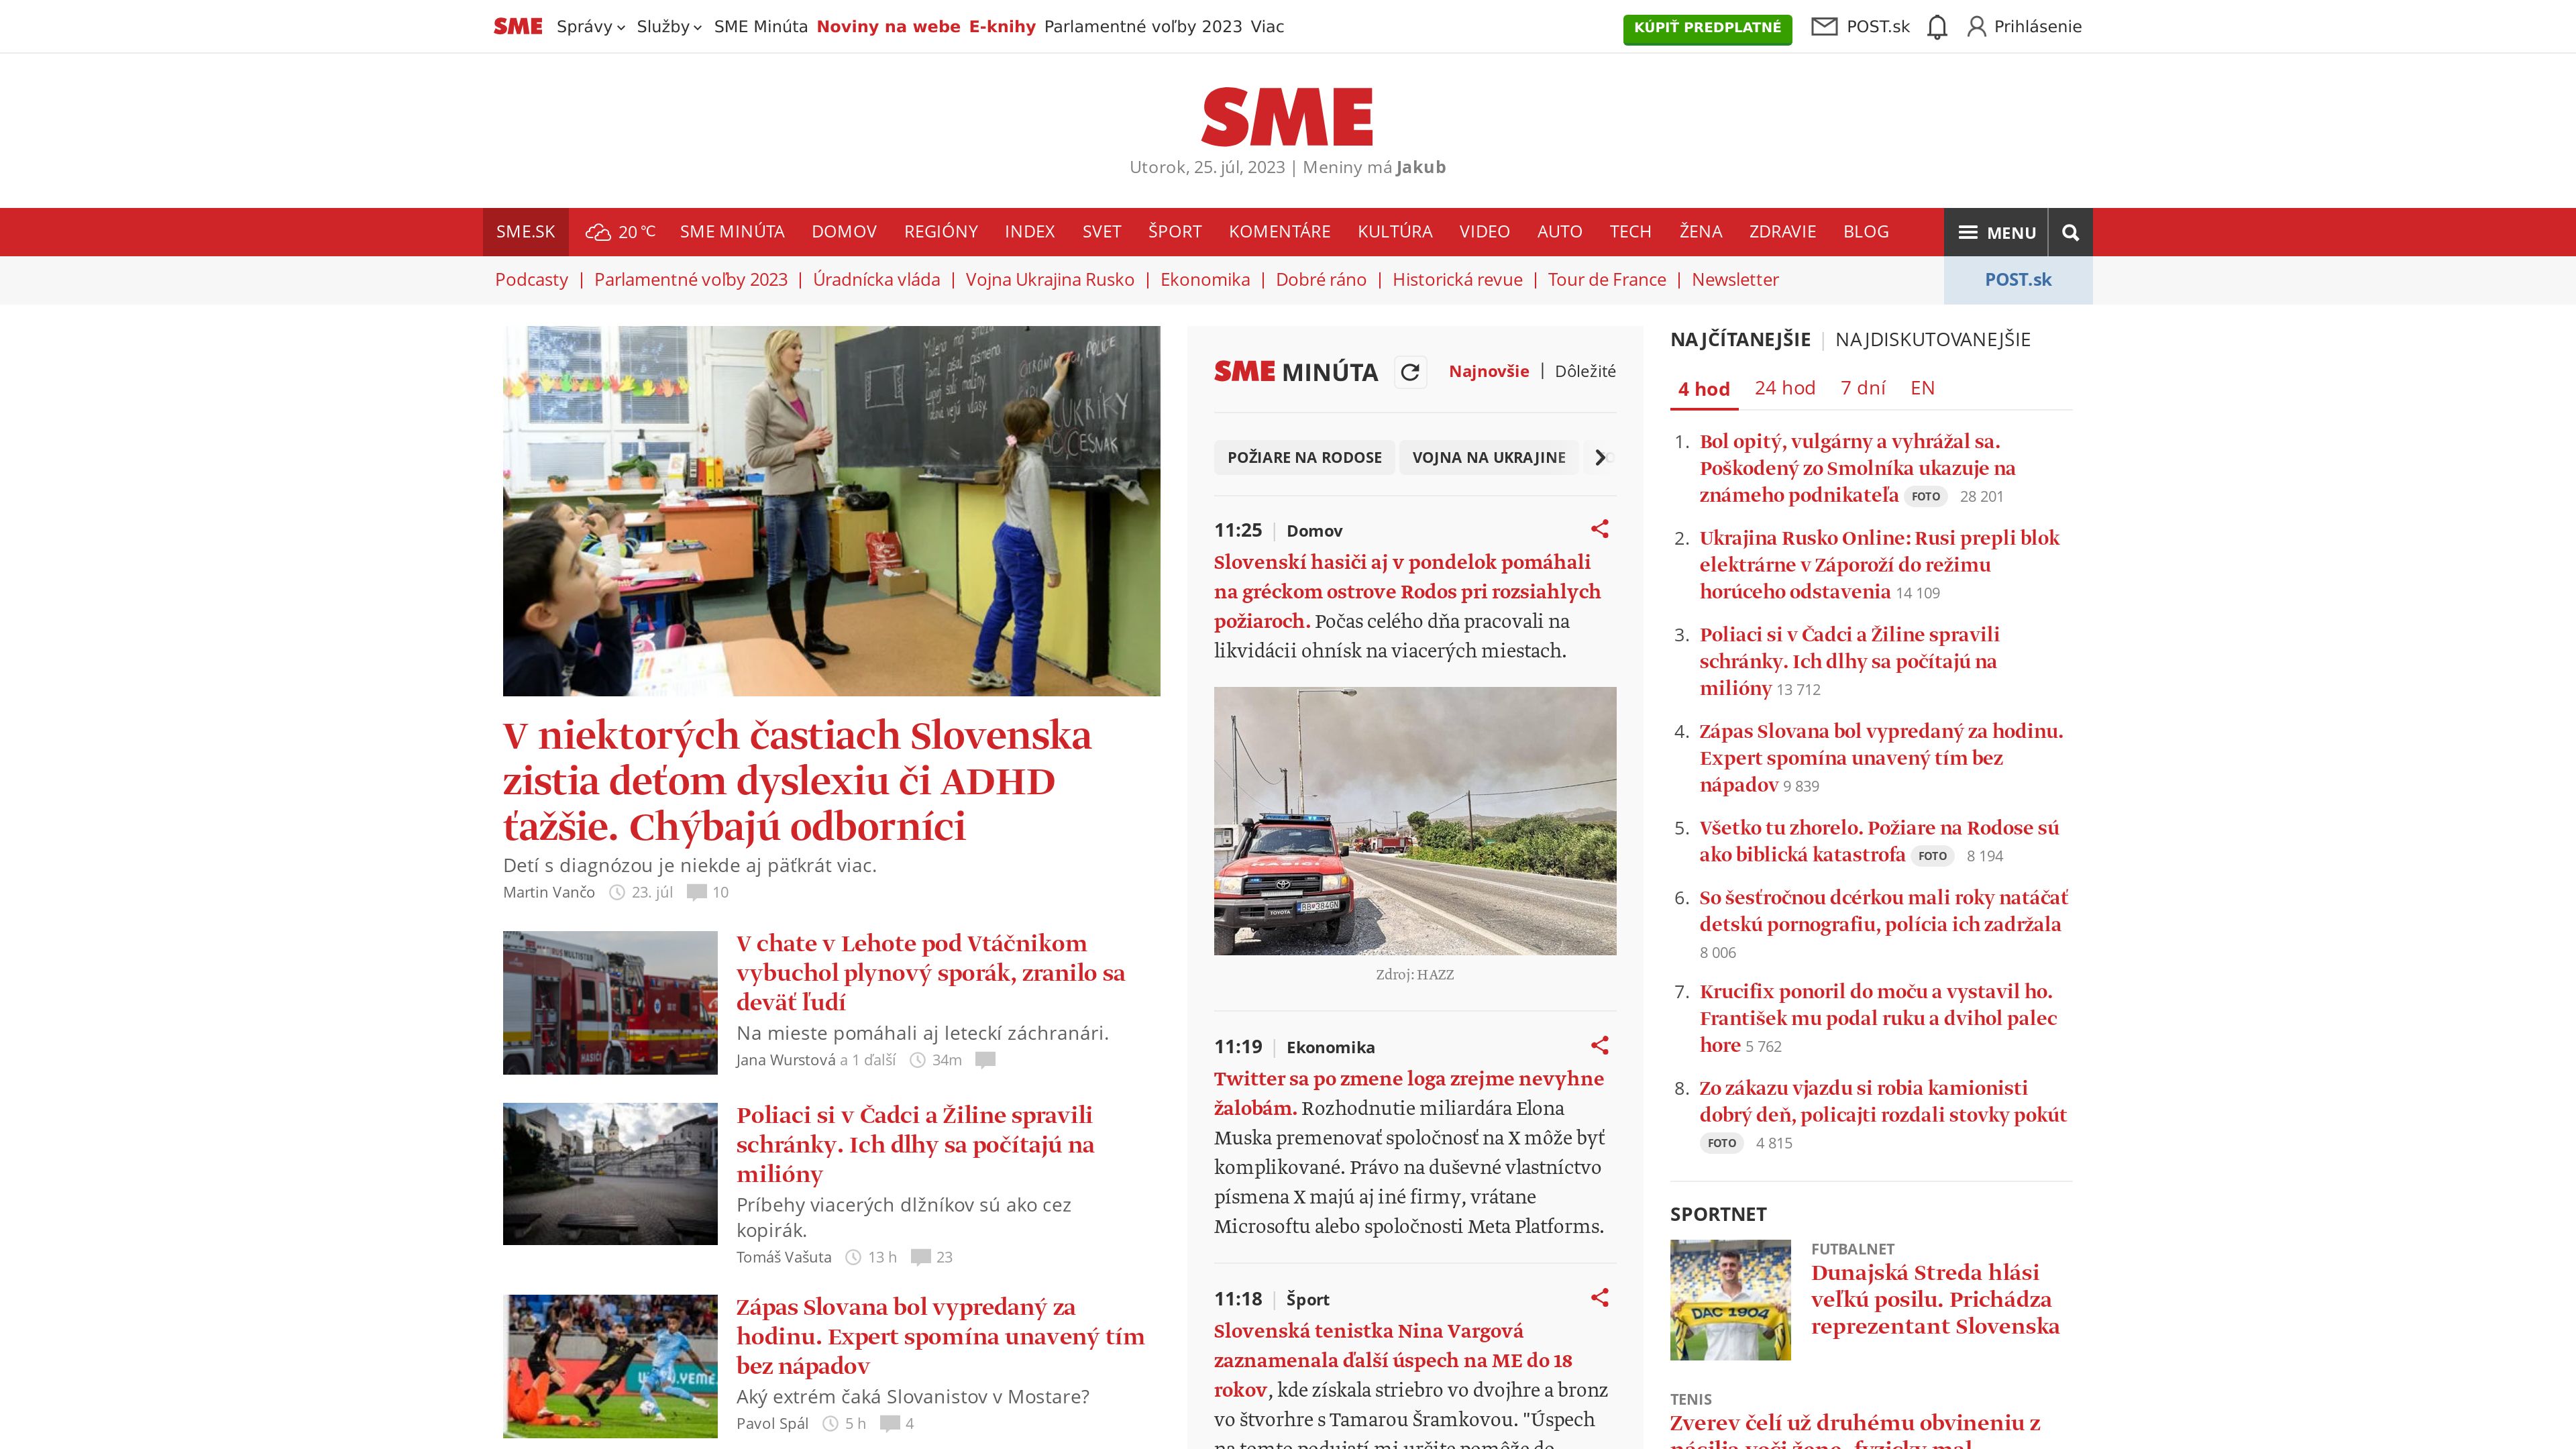 SME Správy Služby SME Minúta Noviny na webe E-knihy Parlamentné voľby 2023 Viac KÚPIŤ PREDPLATNÉ POST.sk Prihlásenie
SME
Utorok, 25. júl, 2023 | Meniny má Jakub
SME.SK 20 °C SME MINÚTA DOMOV REGIÓNY INDEX SVET ŠPORT KOMENTÁRE KULTÚRA VIDEO AUTO TECH ŽENA ZDRAVIE BLOG MENU
Podcasty | Parlamentné voľby 2023 | Úradnícka vláda | Vojna Ukrajina Rusko | Ekonomika | Dobré ráno | Historická revue | Tour de France | Newsletter POST.sk
V niektorých častiach Slovenska
zistia deťom dyslexiu či ADHD
ťažšie. Chýbajú odborníci
Detí s diagnózou je niekde aj päťkrát viac.
Martin Vančo 23. júl 10
V chate v Lehote pod Vtáčnikom
vybuchol plynový sporák, zranilo sa
deväť ľudí
Na mieste pomáhali aj leteckí záchranári.
Jana Wurstová a 1 ďalší 34m
HASIČI
Poliaci si v Čadci a Žiline spravili
schránky. Ich dlhy sa počítajú na
milióny
Príbehy viacerých dlžníkov sú ako cez
kopirák.
Tomáš Vašuta 13 h 23
Zápas Slovana bol vypredaný za
hodinu. Expert spomína unavený tím
bez nápadov
Aký extrém čaká Slovanistov v Mostare?
Pavol Spál 5 h 4
SME MINÚTA Najnovšie | Dôležité
POŽIARE NA RODOSE VOJNA NA UKRAJINE
11:25 | Domov
Slovenskí hasiči aj v pondelok pomáhali
na gréckom ostrove Rodos pri rozsiahlych
požiaroch. Počas celého dňa pracovali na
likvidácii ohnísk na viacerých miestach.
HASIČI
TOYOTA
BB 384GN
Zdroj: HAZZ
11:19 | Ekonomika
Twitter sa po zmene loga zrejme nevyhne
žalobám. Rozhodnutie miliardára Elona
Muska premenovať spoločnosť na X môže byť
komplikované. Právo na duševné vlastníctvo
písmena X majú aj iné firmy, vrátane
Microsoftu alebo spoločnosti Meta Platforms.
11:18 | Šport
Slovenská tenistka Nina Vargová
zaznamenala ďalší úspech na ME do 18
rokov, kde získala striebro vo dvojhre a bronz
vo štvorhre s Tamarou Šramkovou. "Úspech
na tomto podujatí mi určite pomôže do
NAJČÍTANEJŠIE | NAJDISKUTOVANEJŠIE
4 hod 24 hod 7 dní EN
1. Bol opitý, vulgárny a vyhrážal sa.
Poškodený zo Smolníka ukazuje na
známeho podnikateľa FOTO 28 201
2. Ukrajina Rusko Online: Rusi prepli blok
elektrárne v Záporoží do režimu
horúceho odstavenia 14 109
3. Poliaci si v Čadci a Žiline spravili
schránky. Ich dlhy sa počítajú na
milióny 13 712
4. Zápas Slovana bol vypredaný za hodinu.
Expert spomína unavený tím bez
nápadov 9 839
5. Všetko tu zhorelo. Požiare na Rodose sú
ako biblická katastrofa FOTO 8 194
6. So šesťročnou dcérkou mali roky natáčať
detskú pornografiu, polícia ich zadržala
8 006
7. Krucifix ponoril do moču a vystavil ho.
František mu podal ruku a dvihol palec
hore 5 762
8. Zo zákazu vjazdu si robia kamionisti
dobrý deň, policajti rozdali stovky pokút
FOTO 4 815
SPORTNET
DAC 1904
FUTBALNET
Dunajská Streda hlási
veľkú posilu. Prichádza
reprezentant Slovenska
TENIS
Zverev čelí už druhému obvineniu z
násilia voči žene, fyzicky mal